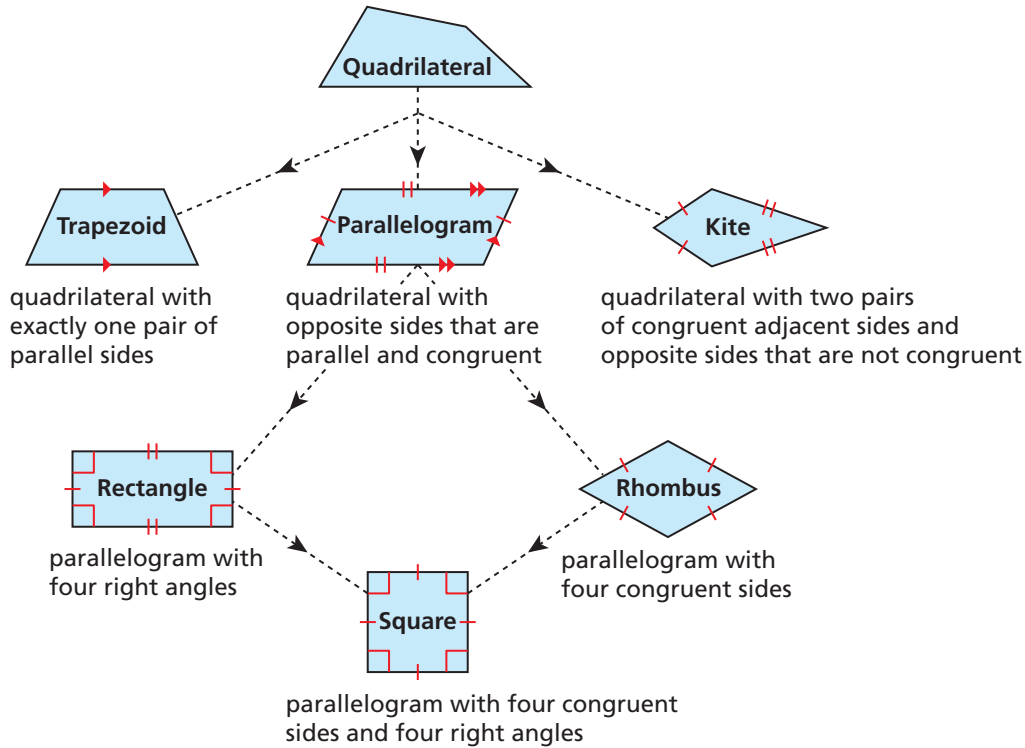 Quadrilateral
Trapezoid
Parallelogram
Kite
quadrilateral with
exactly one pair of
parallel sides
quadrilateral with
opposite sides that are
parallel and congruent
quadrilateral with two pairs
of congruent adjacent sides and
opposite sides that are not congruent
Rectangle
Rhombus
parallelogram with
four right angles
parallelogram with
four congruent sides
Square
parallelogram with four congruent
sides and four right angles